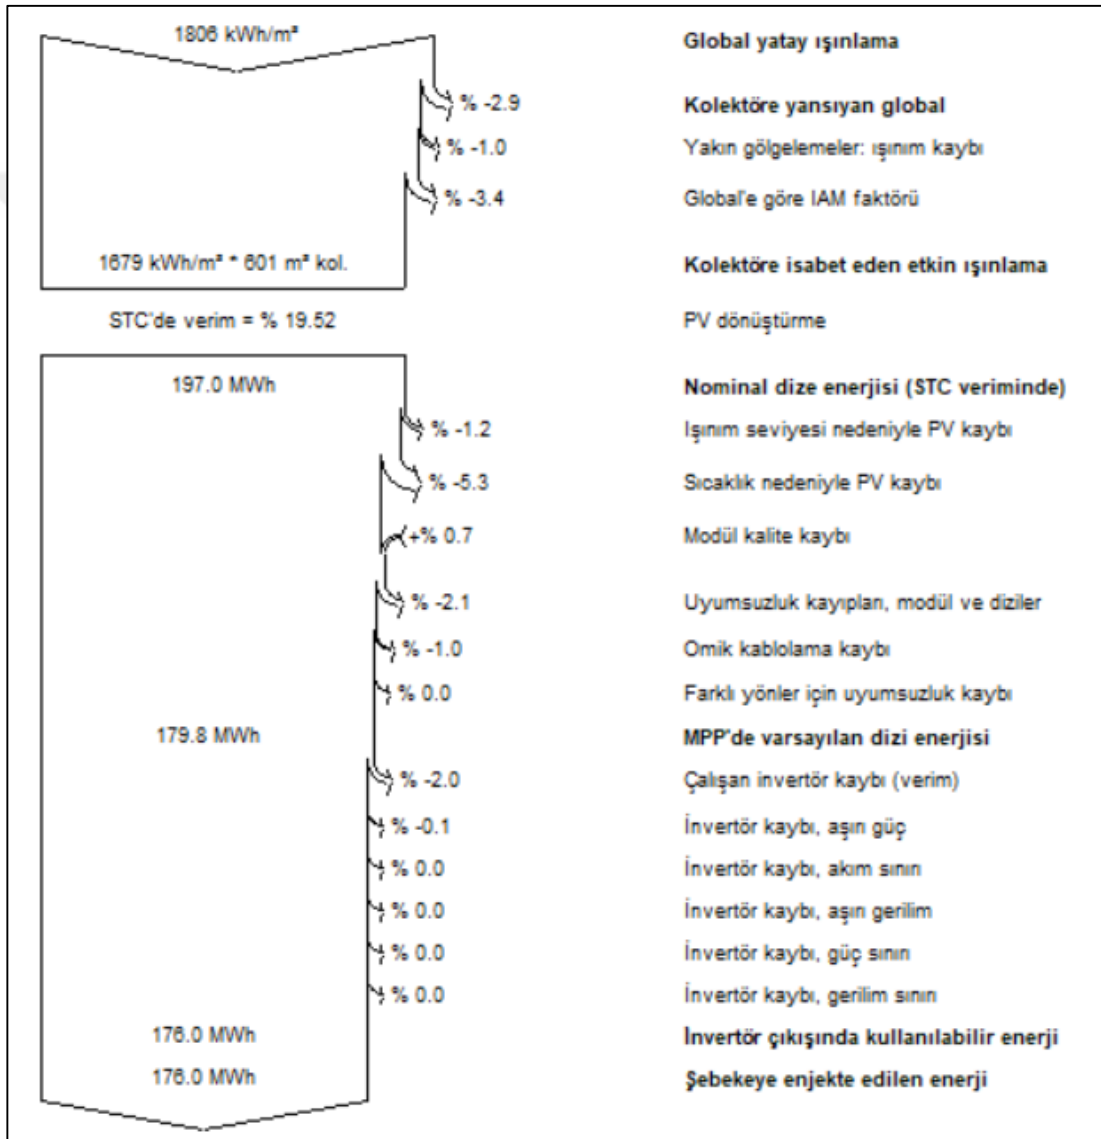 1806 kWh/m² Global yatay ışınlama
% -2.9 Kolektöre yansıyan global
% -1.0 Yakın gölgelemeler: ışınım kaybı
% -3.4 Global'e göre IAM faktörü
1679 kWh/m² * 601 m² kol. Kolektöre isabet eden etkin ışınlama
STC'de verim = % 19.52 PV dönüştürme
197.0 MWh Nominal dize enerjisi (STC veriminde)
% -1.2 Işınım seviyesi nedeniyle PV kaybı
% -5.3 Sıcaklık nedeniyle PV kaybı
+% 0.7 Modül kalite kaybı
% -2.1 Uyumsuzluk kayıpları, modül ve diziler
% -1.0 Omik kablolama kaybı
% 0.0 Farklı yönler için uyumsuzluk kaybı
179.8 MWh MPP'de varsayılan dizi enerjisi
% -2.0 Çalışan invertör kaybı (verim)
% -0.1 İnvertör kaybı, aşırı güç
% 0.0 İnvertör kaybı, akım sınırı
% 0.0 İnvertör kaybı, aşırı gerilim
% 0.0 İnvertör kaybı, güç sınırı
% 0.0 İnvertör kaybı, gerilim sınırı
176.0 MWh İnvertör çıkışında kullanılabilir enerji
176.0 MWh Şebekeye enjekte edilen enerji